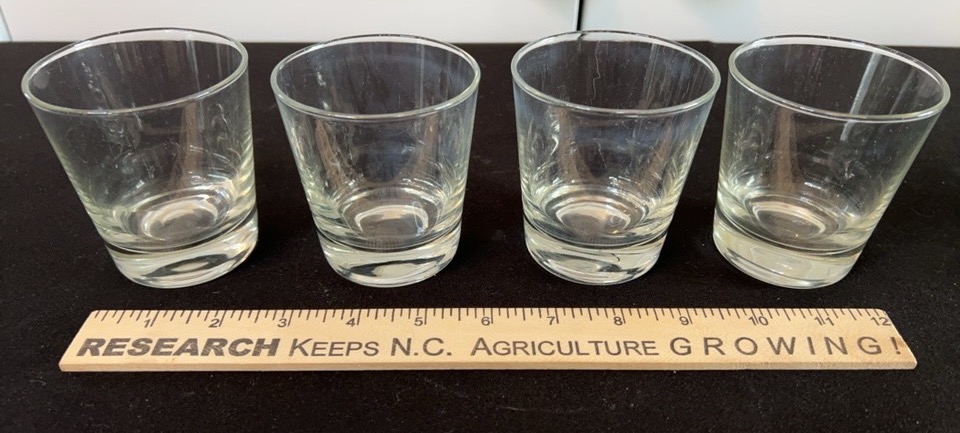 1 2 3 4 5 6 7 8 9 10 11 12
RESEARCH KEEPS N.C. AGRICULTURE GROWING!